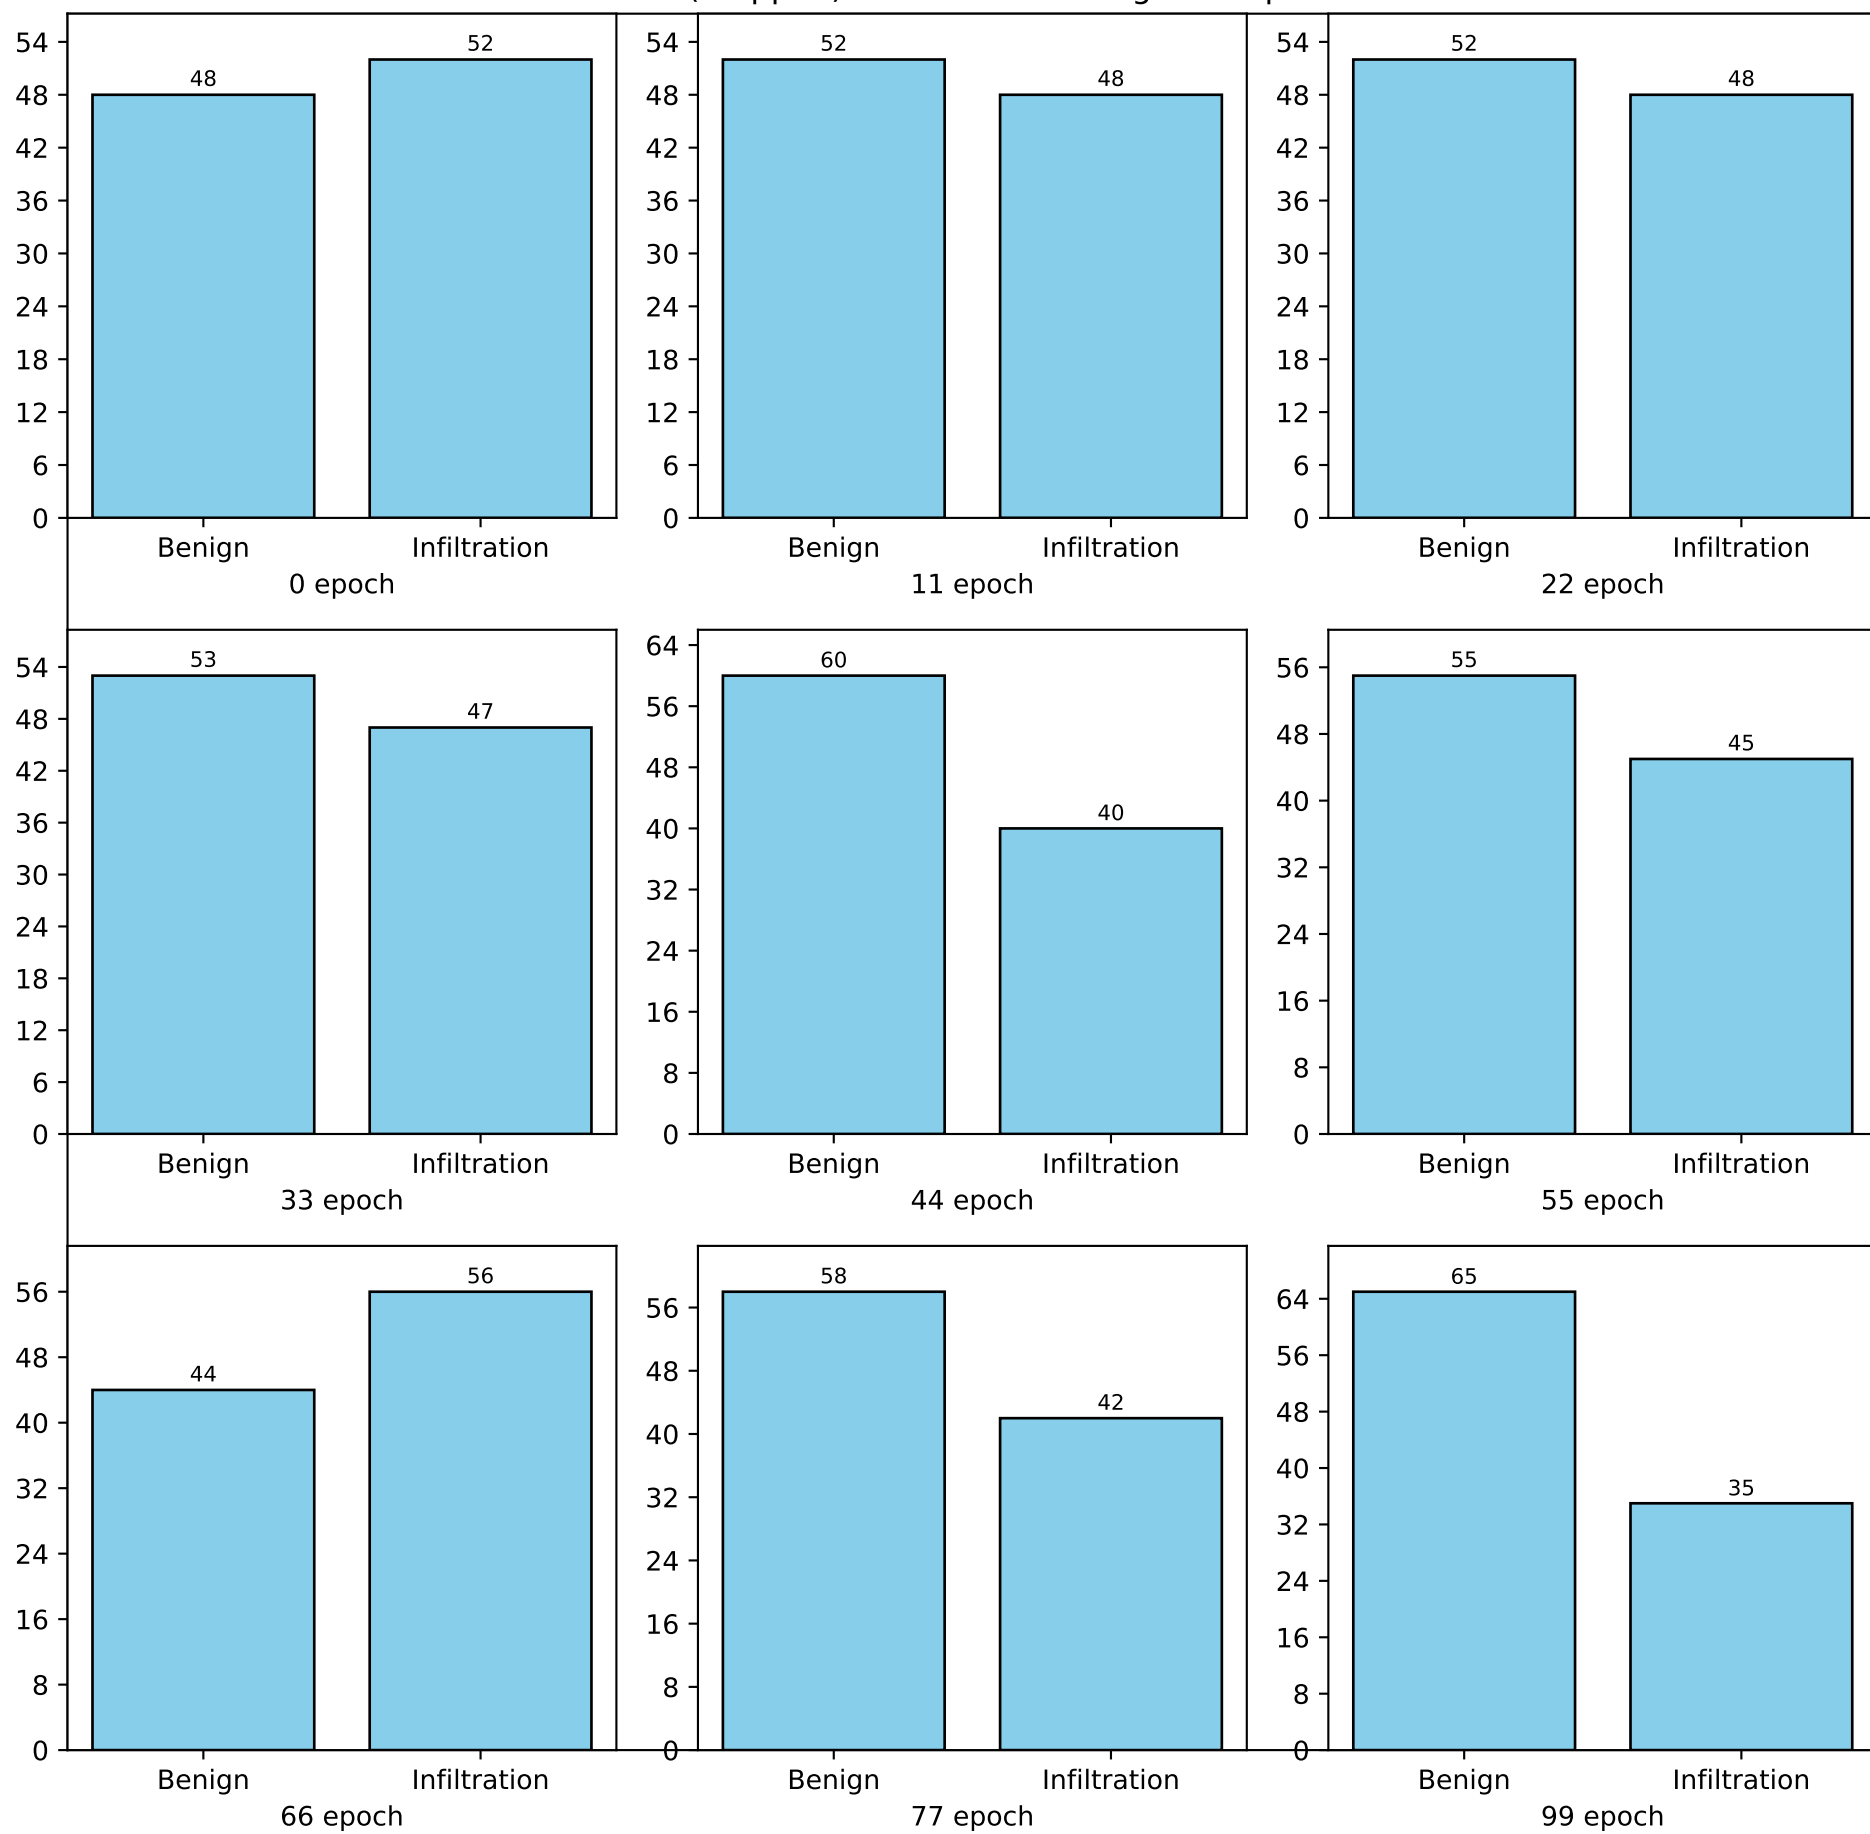 54 48 42 36 30 24 18 12 6 0
48 52
Benign Infiltration
0 epoch
54 48 42 36 30 24 18 12 6 0
52 48
Benign Infiltration
11 epoch
54 48 42 36 30 24 18 12 6 0
52 48
Benign Infiltration
22 epoch
54 48 42 36 30 24 18 12 6 0
53 47
Benign Infiltration
33 epoch
64 56 48 40 32 24 16 8 0
60 40
Benign Infiltration
44 epoch
56 48 40 32 24 16 8 0
55 45
Benign Infiltration
55 epoch
56 48 40 32 24 16 8 0
44 56
Benign Infiltration
66 epoch
56 48 40 32 24 16 8 0
58 42
Benign Infiltration
77 epoch
64 56 48 40 32 24 16 8 0
65 35
Benign Infiltration
99 epoch